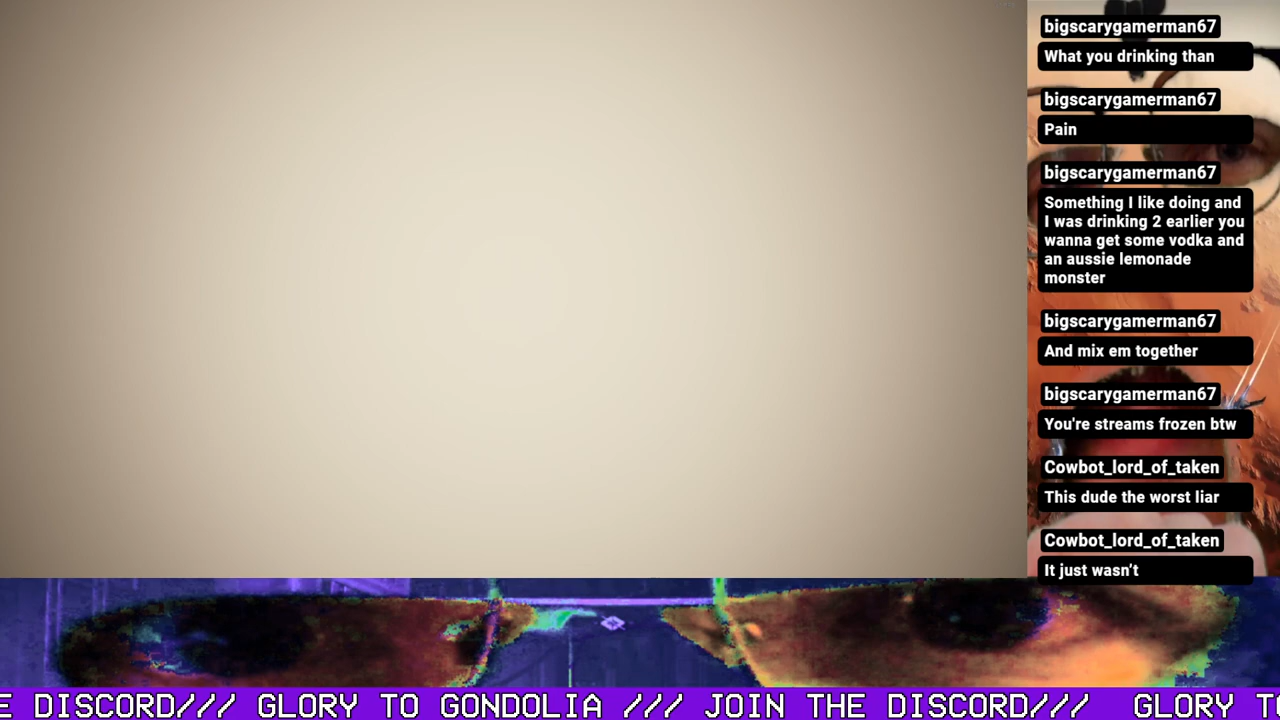 bigscarygamerman67
What you drinking than
bigscarygamerman67
Pain
bigscarygamerman67
Something I like doing and
I was drinking 2 earlier you
wanna get some vodka and
an aussie lemonade
monster
bigscarygamerman67
And mix em together
bigscarygamerman67
You're streams frozen btw
Cowbot_lord_of_taken
This dude the worst liar
Cowbot_lord_of_taken
It just wasn't
E DISCORD/// GLORY TO GONDOLIA /// JOIN THE DISCORD/// GLORY T